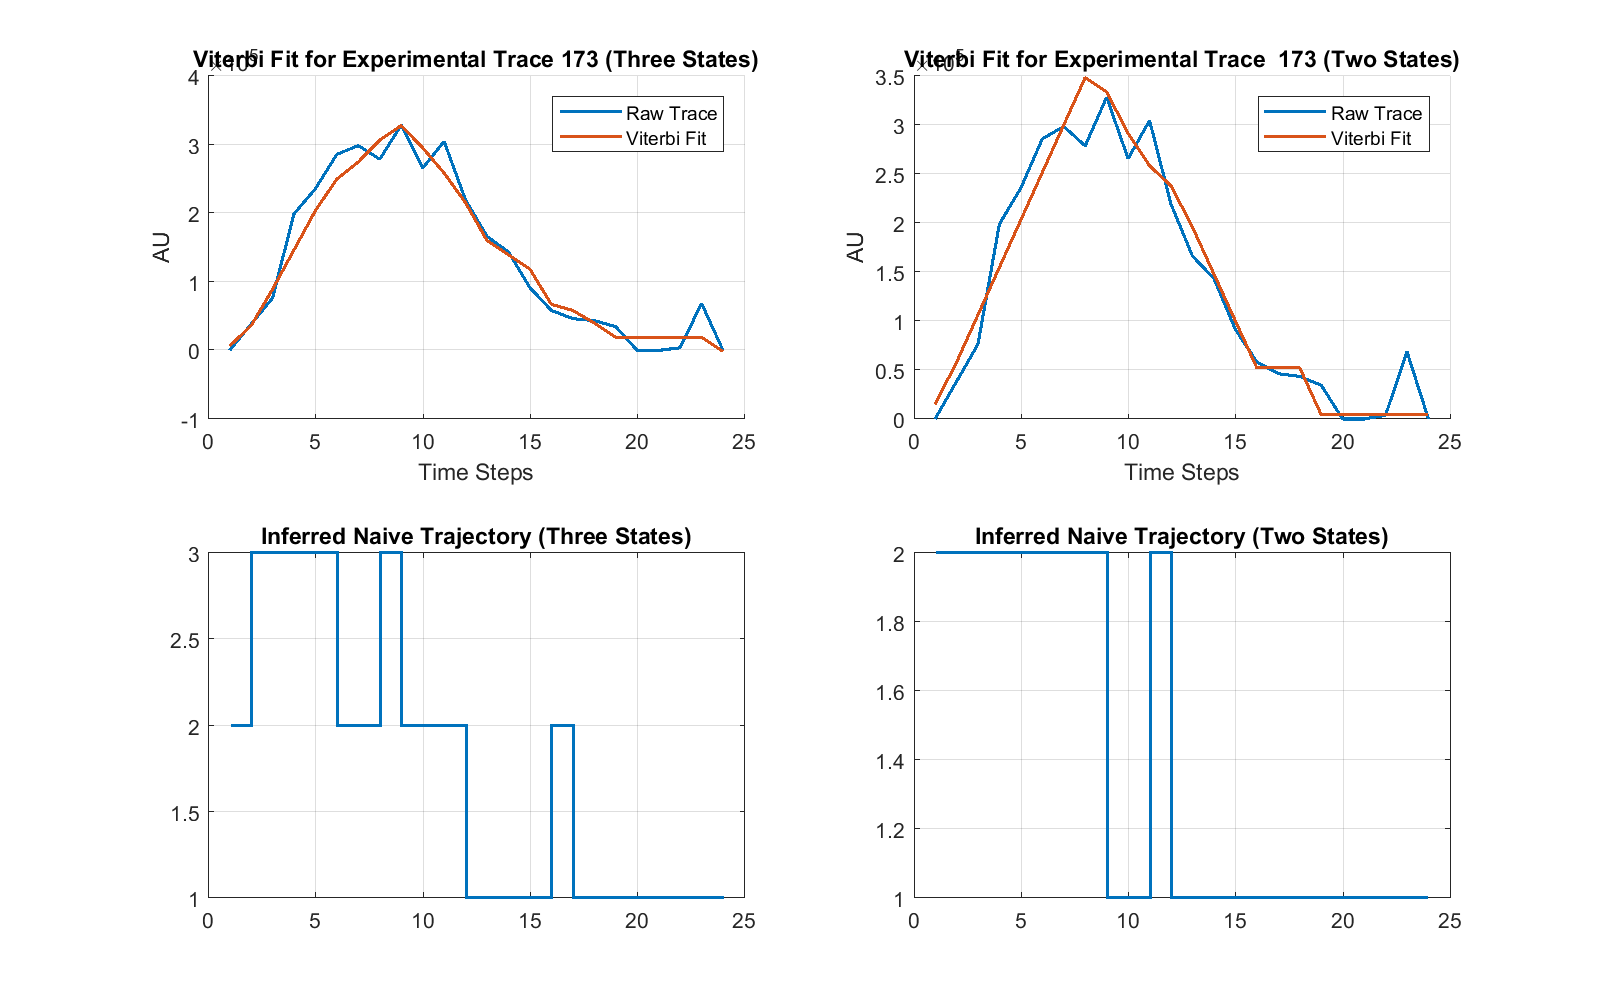 Viterbi Fit for Experimental Trace 173 (Three States)
×10^5
4
3
2
1
0
-1
AU
0 5 10 15 20 25
Time Steps
Raw Trace
Viterbi Fit
Viterbi Fit for Experimental Trace 173 (Two States)
×10^5
3.5
3
2.5
2
1.5
1
0.5
0
AU
0 5 10 15 20 25
Time Steps
Raw Trace
Viterbi Fit
Inferred Naive Trajectory (Three States)
3
2.5
2
1.5
1
0 5 10 15 20 25
Inferred Naive Trajectory (Two States)
2
1.8
1.6
1.4
1.2
1
0 5 10 15 20 25